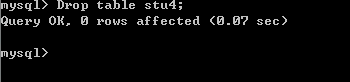 mysql> Drop table stu4;
Query OK, 0 rows affected (0.07 sec)
mysql>